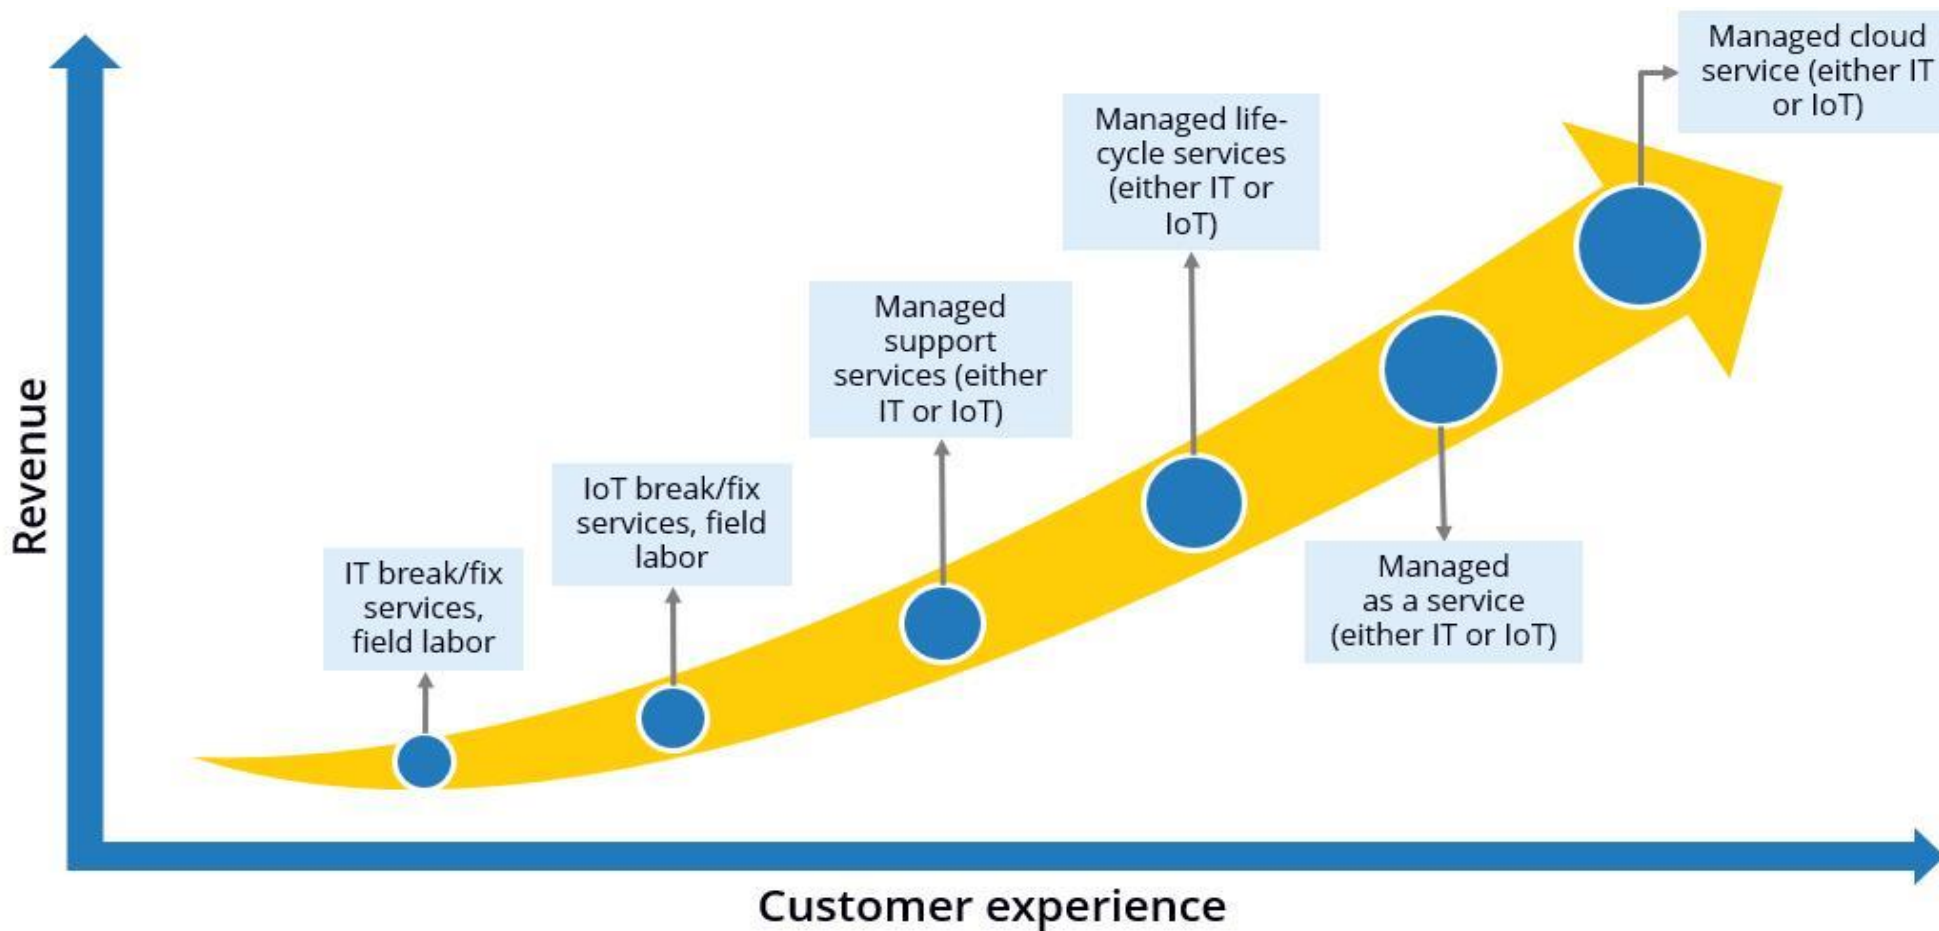 Managed cloud
service (either IT
or IoT)
Managed life-
cycle services
(either IT or
IoT)
Managed
support
services (either
IT or IoT)
IoT break/fix
services, field
labor
IT break/fix
services,
field labor
Managed
as a service
(either IT or IoT)
Revenue
Customer experience